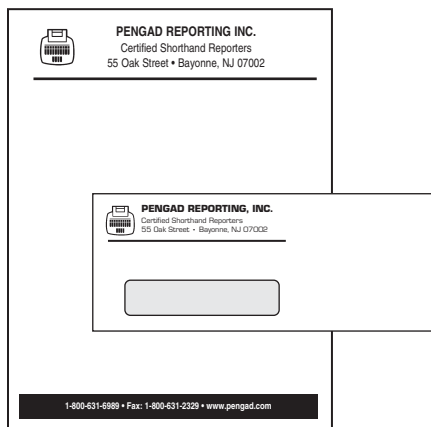 PENGAD REPORTING INC.
Certified Shorthand Reporters
55 Oak Street • Bayonne, NJ 07002
PENGAD REPORTING, INC.
Certified Shorthand Reporters
55 Oak Street • Bayonne, NJ 07002
1-800-631-6989 • Fax: 1-800-631-2329 • www.pengad.com